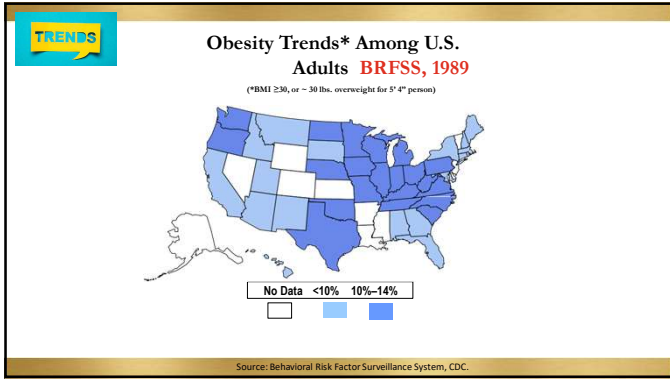 TRENDS
Obesity Trends* Among U.S.
Adults BRFSS, 1989
(*BMI ≥30, or ~ 30 lbs. overweight for 5' 4" person)
No Data <10% 10%–14%
Source: Behavioral Risk Factor Surveillance System, CDC.